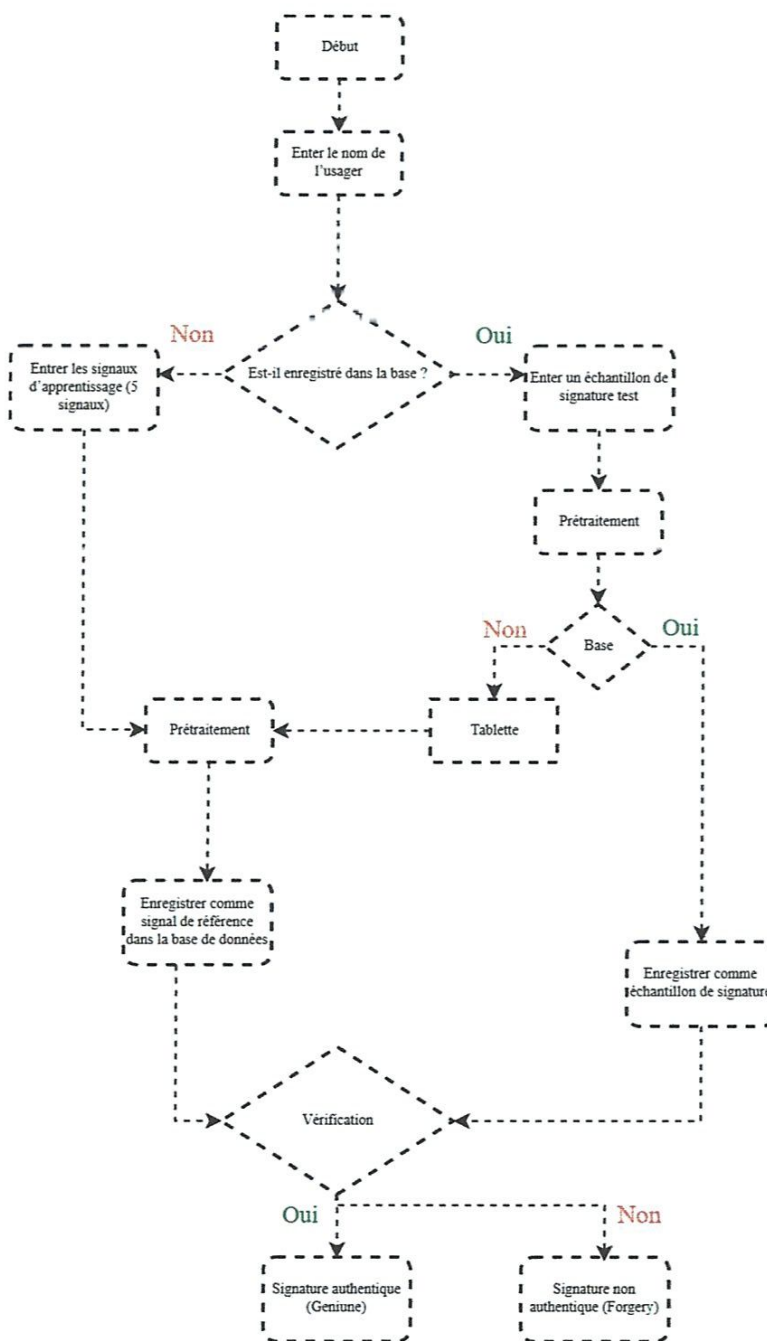 Début
Enter le nom de
l’usager
Non
Oui
Entrer les signaux
d’apprentissage (5
signaux)
Est-il enregistré dans la base ?
Enter un échantillon de
signature test
Prétraitement
Non
Oui
Base
Prétraitement
Tablette
Enregistrer comme
signal de référence
dans la base de données
Enregistrer comme
échantillon de signature
Vérification
Oui
Non
Signature authentique
(Geniune)
Signature non
authentique (Forgery)